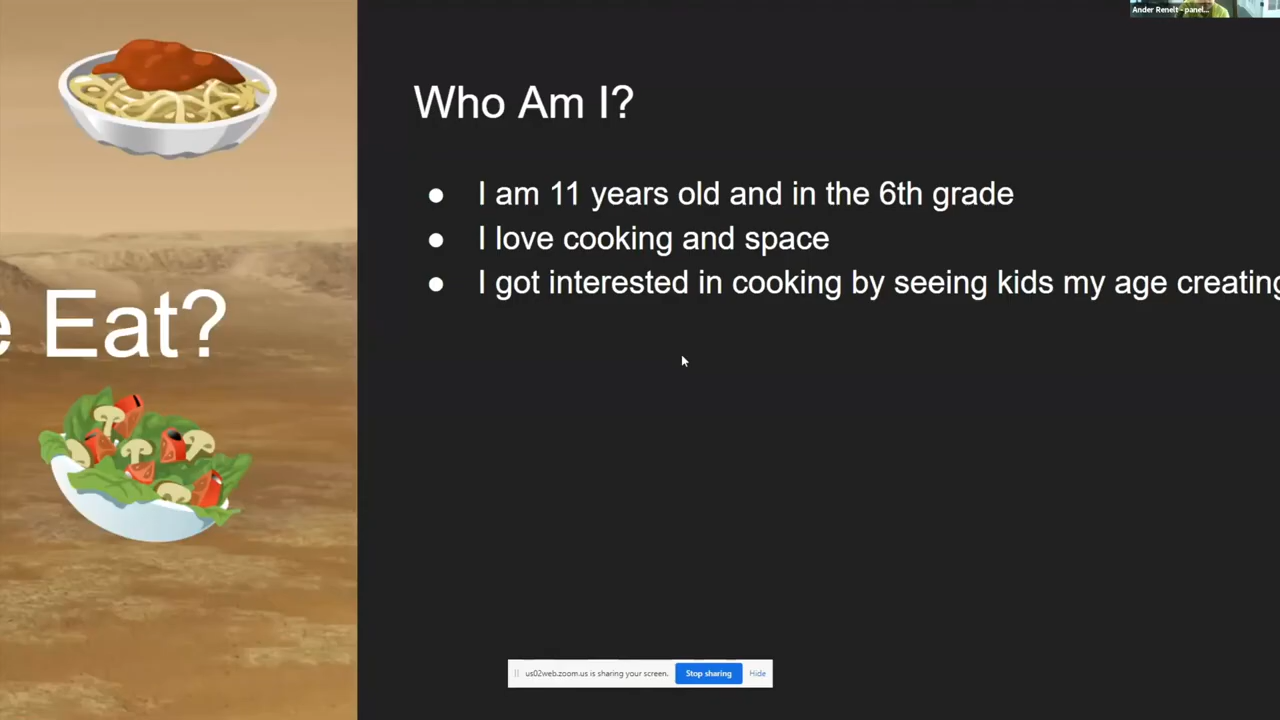 Ander Renelt - panel...
Who Am I?
● I am 11 years old and in the 6th grade
● I love cooking and space
● I got interested in cooking by seeing kids my age creating
e Eat?
us02web.zoom.us is sharing your screen. Stop sharing Hide